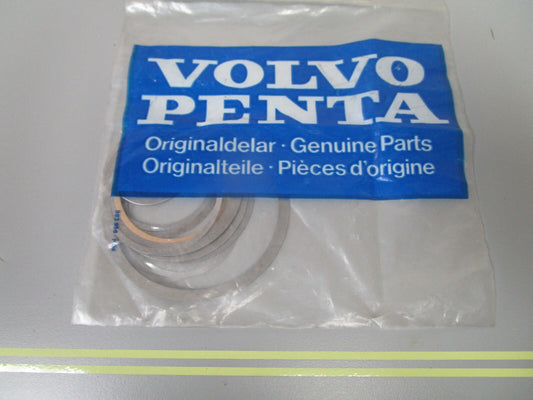 VOLVO
PENTA
Originaldelar · Genuine Parts
Originalteile · Pièces d'origine